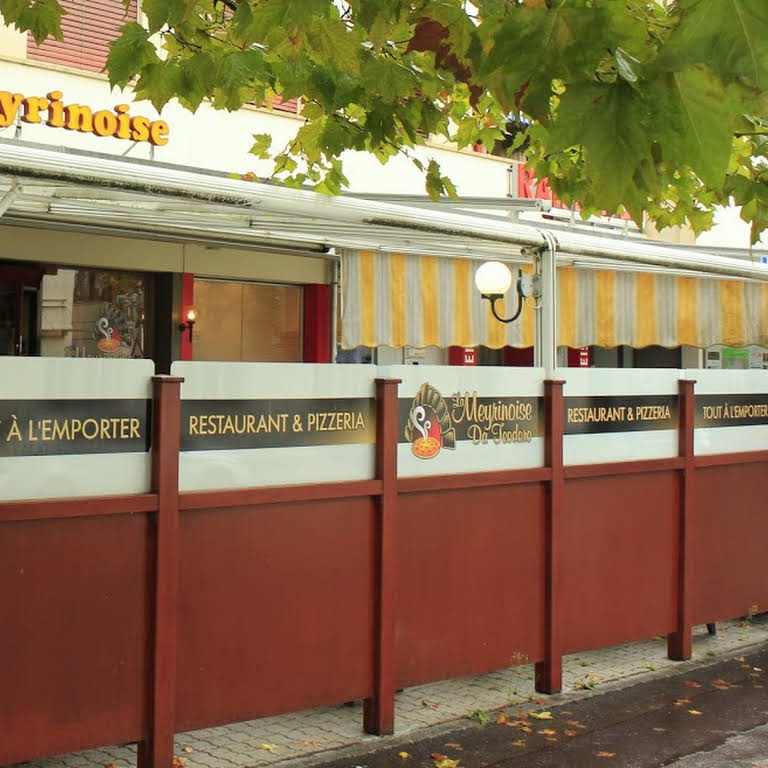 yrinoise
T À L'EMPORTER
RESTAURANT & PIZZERIA
La Meyrinoise
Da Teodoro
RESTAURANT & PIZZERIA
TOUT À L'EMPORTER